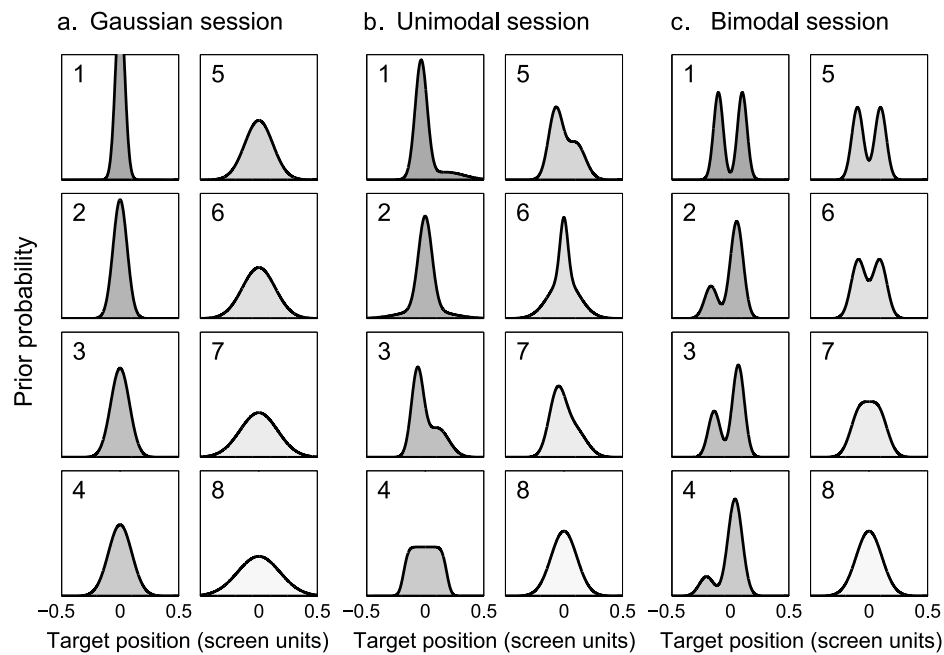 a. Gaussian session
b. Unimodal session
c. Bimodal session
Prior probability
1 5 1 5 1 5
2 6 2 6 2 6
3 7 3 7 3 7
4 8 4 8 4 8
−0.5 0 0.5 0 0.5 −0.5 0 0.5 0 0.5 −0.5 0 0.5 0 0.5
Target position (screen units) Target position (screen units) Target position (screen units)